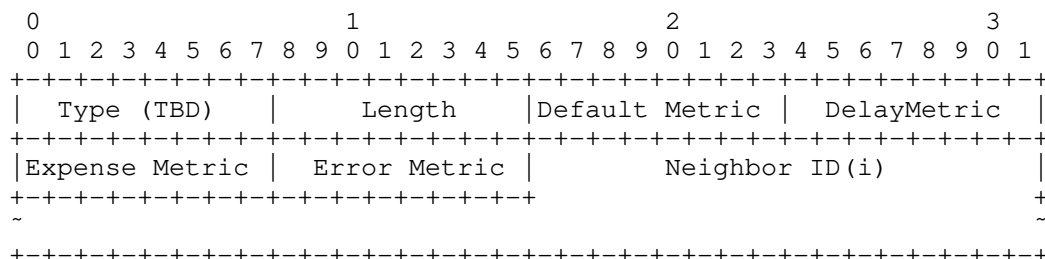 0                   1                   2                   3
 0 1 2 3 4 5 6 7 8 9 0 1 2 3 4 5 6 7 8 9 0 1 2 3 4 5 6 7 8 9 0 1
+-+-+-+-+-+-+-+-+-+-+-+-+-+-+-+-+-+-+-+-+-+-+-+-+-+-+-+-+-+-+-+-+
|  Type (TBD)   |     Length    |Default Metric |  DelayMetric  |
+-+-+-+-+-+-+-+-+-+-+-+-+-+-+-+-+-+-+-+-+-+-+-+-+-+-+-+-+-+-+-+-+
|Expense Metric |  Error Metric |        Neighbor ID(i)         |
+-+-+-+-+-+-+-+-+-+-+-+-+-+-+-+-+                               +
~                                                               ~
+-+-+-+-+-+-+-+-+-+-+-+-+-+-+-+-+-+-+-+-+-+-+-+-+-+-+-+-+-+-+-+-+